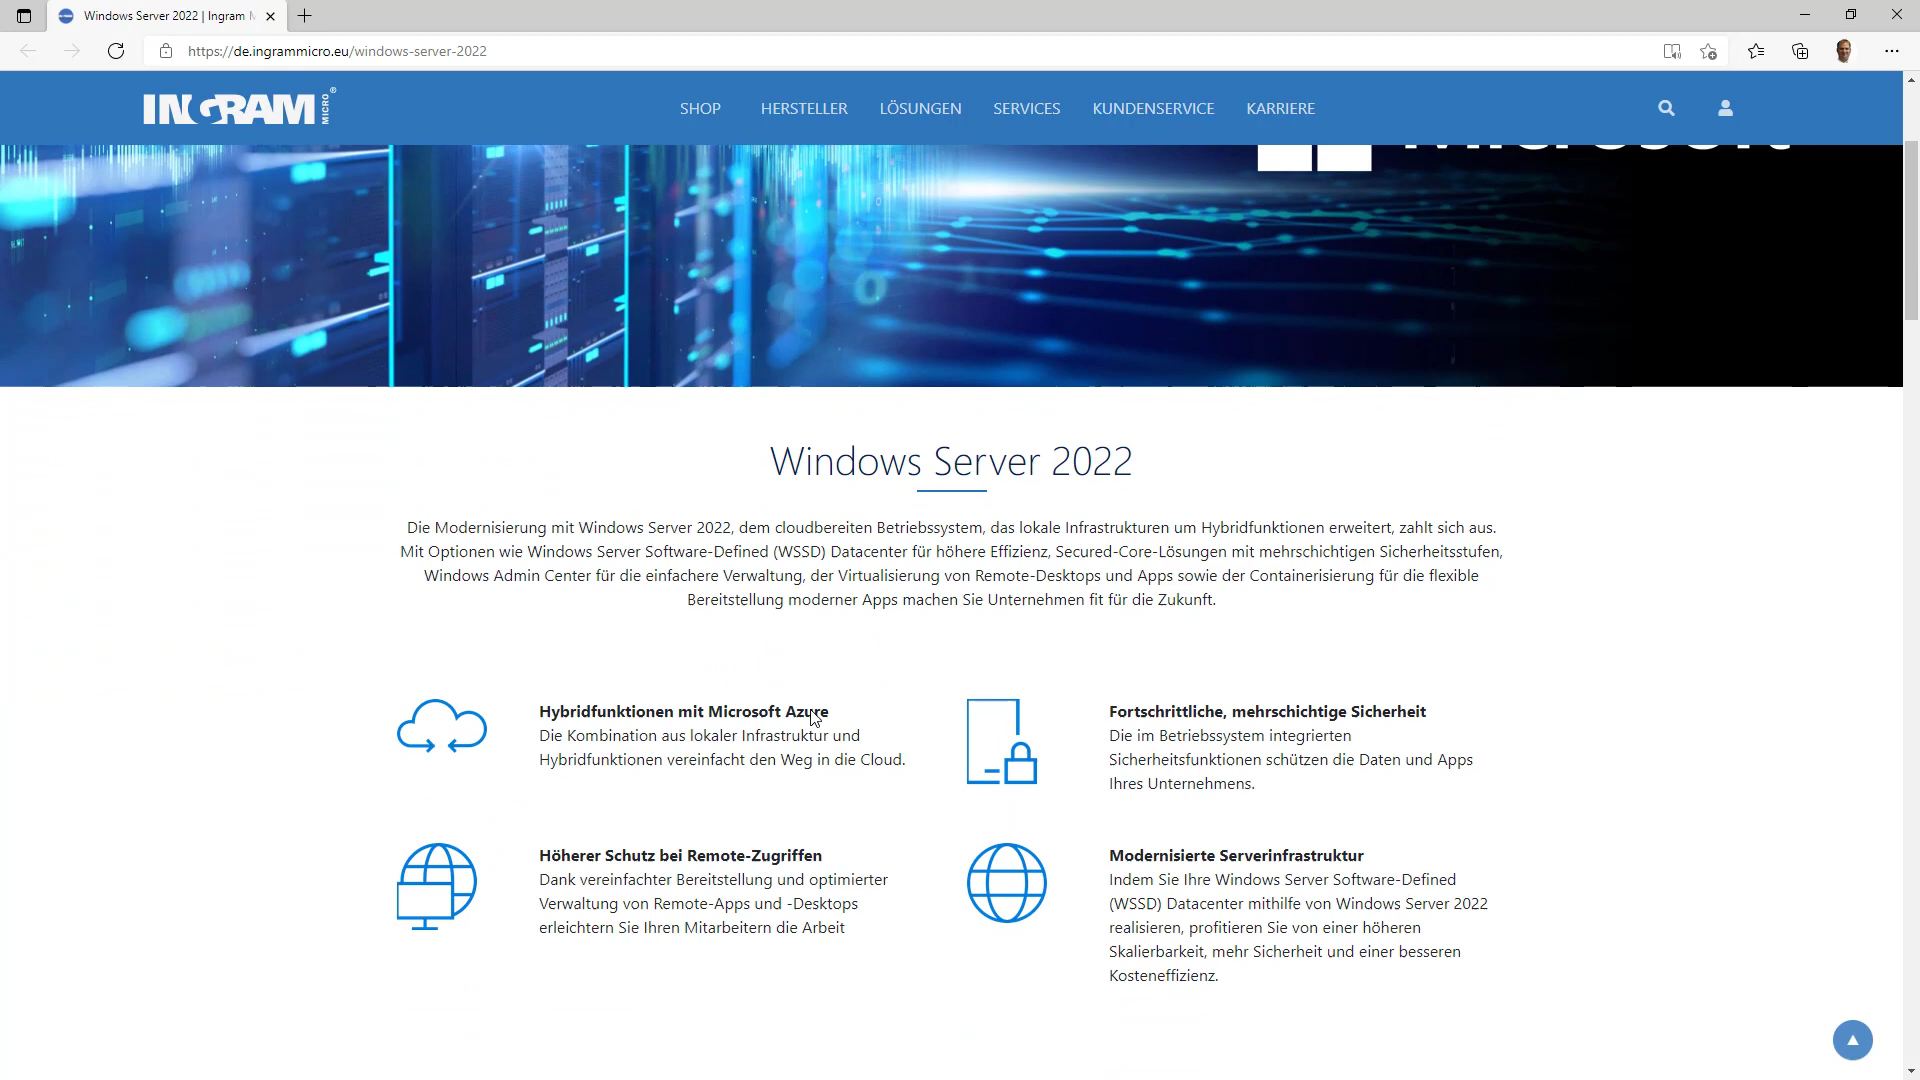 Windows Server 2022 | Ingram M
https://de.ingrammicro.eu/windows-server-2022
INGRAM MICRO®
SHOP
HERSTELLER
LÖSUNGEN
SERVICES
KUNDENSERVICE
KARRIERE
Microsoft
Windows Server 2022
Die Modernisierung mit Windows Server 2022, dem cloudbereiten Betriebssystem, das lokale Infrastrukturen um Hybridfunktionen erweitert, zahlt sich aus.
Mit Optionen wie Windows Server Software-Defined (WSSD) Datacenter für höhere Effizienz, Secured-Core-Lösungen mit mehrschichtigen Sicherheitsstufen,
Windows Admin Center für die einfachere Verwaltung, der Virtualisierung von Remote-Desktops und Apps sowie der Containerisierung für die flexible
Bereitstellung moderner Apps machen Sie Unternehmen fit für die Zukunft.
Hybridfunktionen mit Microsoft Azure
Die Kombination aus lokaler Infrastruktur und
Hybridfunktionen vereinfacht den Weg in die Cloud.
Fortschrittliche, mehrschichtige Sicherheit
Die im Betriebssystem integrierten
Sicherheitsfunktionen schützen die Daten und Apps
Ihres Unternehmens.
Höherer Schutz bei Remote-Zugriffen
Dank vereinfachter Bereitstellung und optimierter
Verwaltung von Remote-Apps und -Desktops
erleichtern Sie Ihren Mitarbeitern die Arbeit
Modernisierte Serverinfrastruktur
Indem Sie Ihre Windows Server Software-Defined
(WSSD) Datacenter mithilfe von Windows Server 2022
realisieren, profitieren Sie von einer höheren
Skalierbarkeit, mehr Sicherheit und einer besseren
Kosteneffizienz.